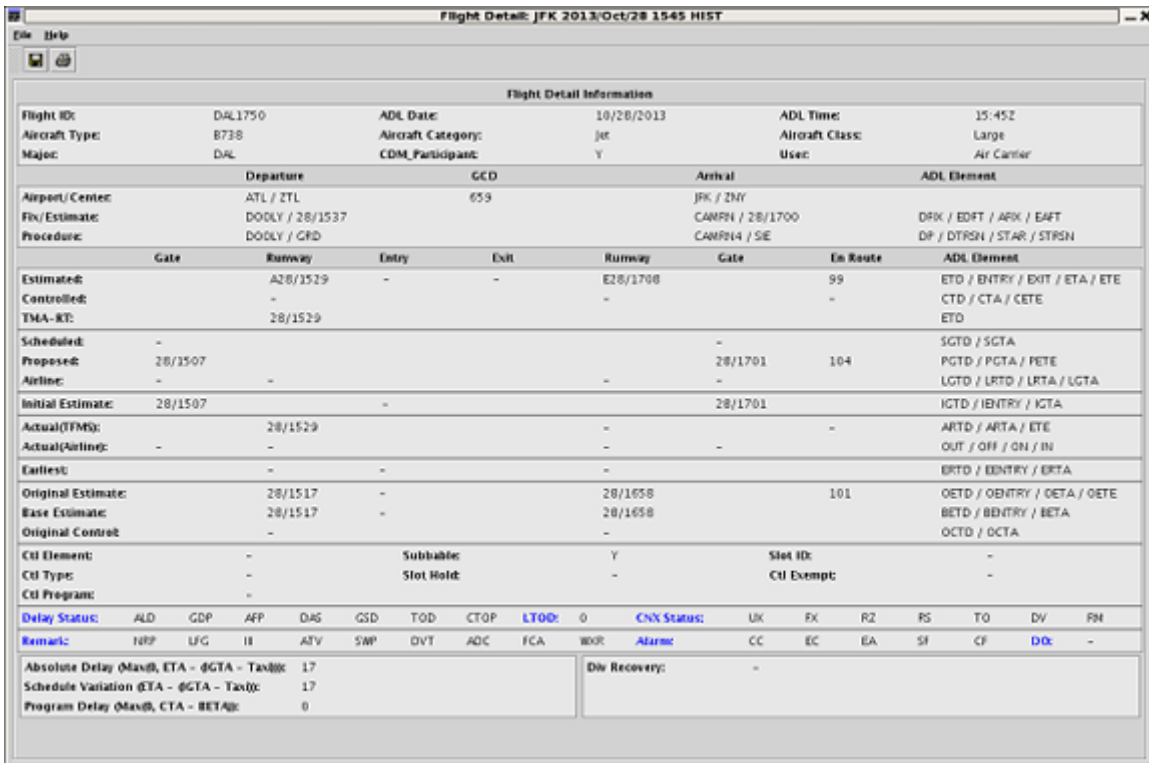 Flight Detail: JFK 2013/Oct/28 1545 HIST
File Help
Flight Detail Information
Flight ID: DAL1750 ADL Date: 10/28/2013 ADL Time: 15:45Z
Aircraft Type: B738 Aircraft Category: Jet Aircraft Class: Large
Major: DAL CDM_Participant: Y User: Air Carrier
Departure GCD Arrival ADL Element
Airport/Center: ATL / ZTL 659 JFK / ZNY
Fix/Estimate: DOOLY / 28/1537 CAMRN / 28/1700 DFIX / EDFT / AFIX / EAFT
Procedure: DOOLY / GRD CAMRN4 / SIE DP / DTRSN / STAR / STRSN
Gate Runway Entry Exit Runway Gate En Route ADL Element
Estimated: A28/1529 - - E28/1708 99 ETD / ENTRY / EXIT / ETA / ETE
Controlled: - - - CTD / CTA / CETE
TMA-RT: 28/1529 ETD
Scheduled: - - SGTD / SGTA
Proposed: 28/1507 28/1701 104 PGTD / PGTA / PETE
Airline: - - - - LGTD / LRTD / LRTA / LGTA
Initial Estimate: 28/1507 - 28/1701 IGTD / IENTRY / IGTA
Actual(TFMS): 28/1529 - - ARTD / ARTA / ETE
Actual(Airline): - - - - OUT / OFF / ON / IN
Earliest: - - - ERTD / EENTRY / ERTA
Original Estimate: 28/1517 - 28/1658 101 OETD / OENTRY / OETA / OETE
Base Estimate: 28/1517 - 28/1658 BETD / BENTRY / BETA
Original Control: - - OCTD / OCTA
Ctl Element: - Subbable: Y Slot ID: -
Ctl Type: - Slot Hold: - Ctl Exempt: -
Ctl Program: -
Delay Status: ALD GDP AFP DAS GSD TOD CTOP LTOD: 0 CNX Status: UX FX RZ RS TO DV RM
Remark: NRP LFG III ATV SWP DVT ADC FCA WXR Alarm: CC EC EA SF CF DO: -
Absolute Delay (Max(0, ETA - (IGTA - Taxi))): 17 Div Recovery: -
Schedule Variation (ETA - (IGTA - Taxi)): 17
Program Delay (Max(0, CTA - BETA)): 0